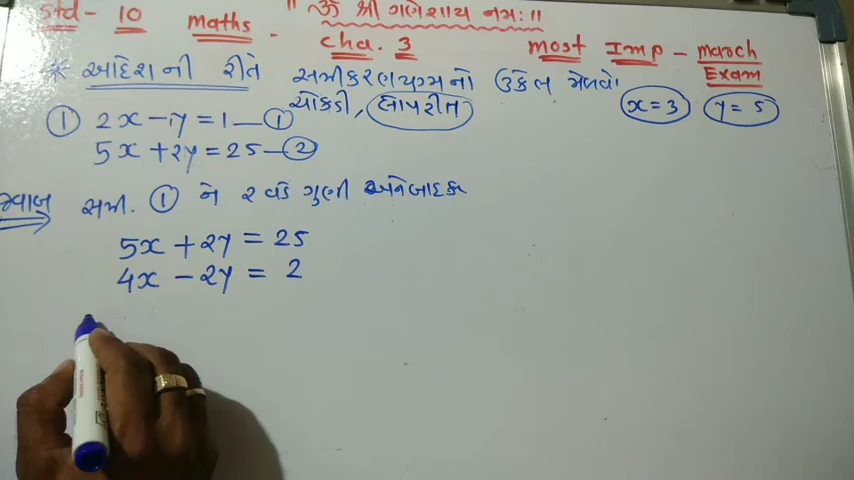 " ॐ શ્રી ગણેશાય નમઃ ॥
Std - 10 maths -
cha. 3 most Imp - march Exam
* આદેશની રીતે સમીકરણયુગ્મનો ઉકેલ મેળવો
ચોકડી, લોપરીત x = 3 y = 5
① 2x - y = 1 — ①
5x + 2y = 25 — ②
જવાબ સમી. ① ને ૨ વડે ગુણી
5x + 2y = 25
4x - 2y = 2